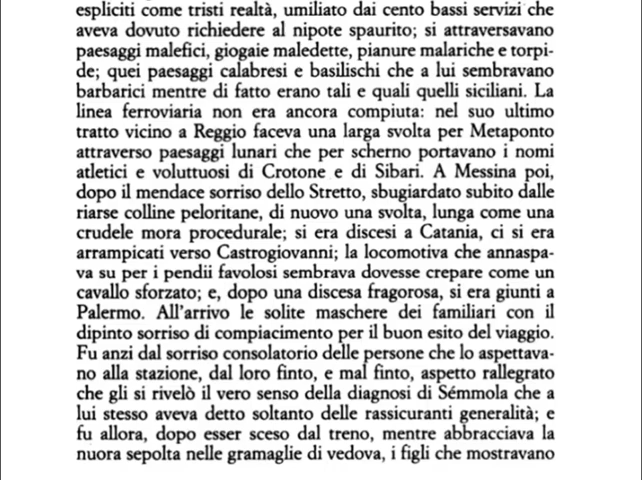 espliciti come tristi realtà, umiliato dai cento bassi servizi che
aveva dovuto richiedere al nipote spaurito; si attraversavano
paesaggi malefici, giogaie maledette, pianure malariche e torpi-
de; quei paesaggi calabresi e basilischi che a lui sembravano
barbarici mentre di fatto erano tali e quali quelli siciliani. La
linea ferroviaria non era ancora compiuta: nel suo ultimo
tratto vicino a Reggio faceva una larga svolta per Metaponto
attraverso paesaggi lunari che per scherno portavano i nomi
atletici e voluttuosi di Crotone e di Sibari. A Messina poi,
dopo il mendace sorriso dello Stretto, sbugiardato subito dalle
riarse colline peloritane, di nuovo una svolta, lunga come una
crudele mora procedurale; si era discesi a Catania, ci si era
arrampicati verso Castrogiovanni; la locomotiva che annaspa-
va su per i pendii favolosi sembrava dovesse crepare come un
cavallo sforzato; e, dopo una discesa fragorosa, si era giunti a
Palermo. All'arrivo le solite maschere dei familiari con il
dipinto sorriso di compiacimento per il buon esito del viaggio.
Fu anzi dal sorriso consolatorio delle persone che lo aspettava-
no alla stazione, dal loro finto, e mal finto, aspetto rallegrato
che gli si rivelò il vero senso della diagnosi di Sémmola che a
lui stesso aveva detto soltanto delle rassicuranti generalità; e
fu allora, dopo esser sceso dal treno, mentre abbracciava la
nuora sepolta nelle gramaglie di vedova, i figli che mostravano